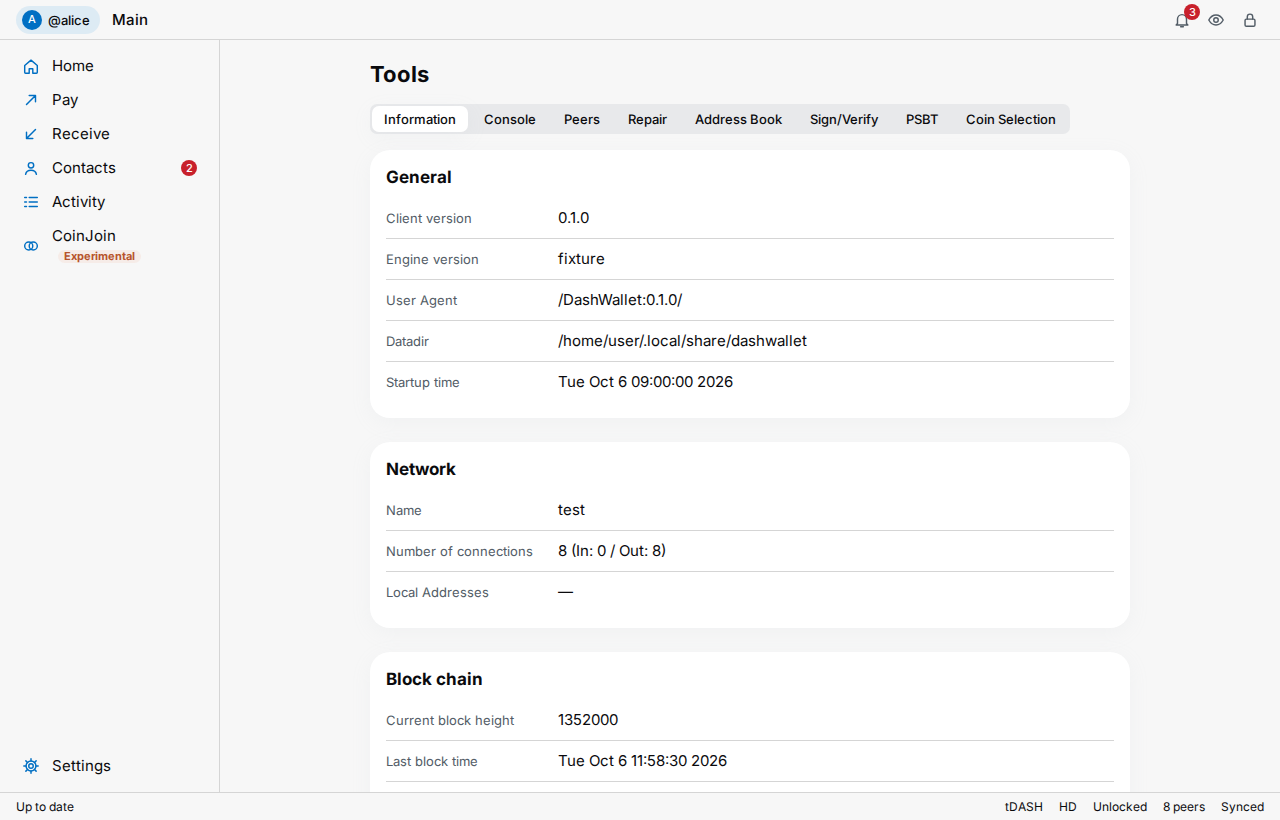 A @alice Main 3
Home
Pay
Receive
Contacts 2
Activity
CoinJoin
Experimental
Settings
Tools
Information Console Peers Repair Address Book Sign/Verify PSBT Coin Selection
General
Client version 0.1.0
Engine version fixture
User Agent /DashWallet:0.1.0/
Datadir /home/user/.local/share/dashwallet
Startup time Tue Oct 6 09:00:00 2026
Network
Name test
Number of connections 8 (In: 0 / Out: 8)
Local Addresses —
Block chain
Current block height 1352000
Last block time Tue Oct 6 11:58:30 2026
Up to date tDASH HD Unlocked 8 peers Synced